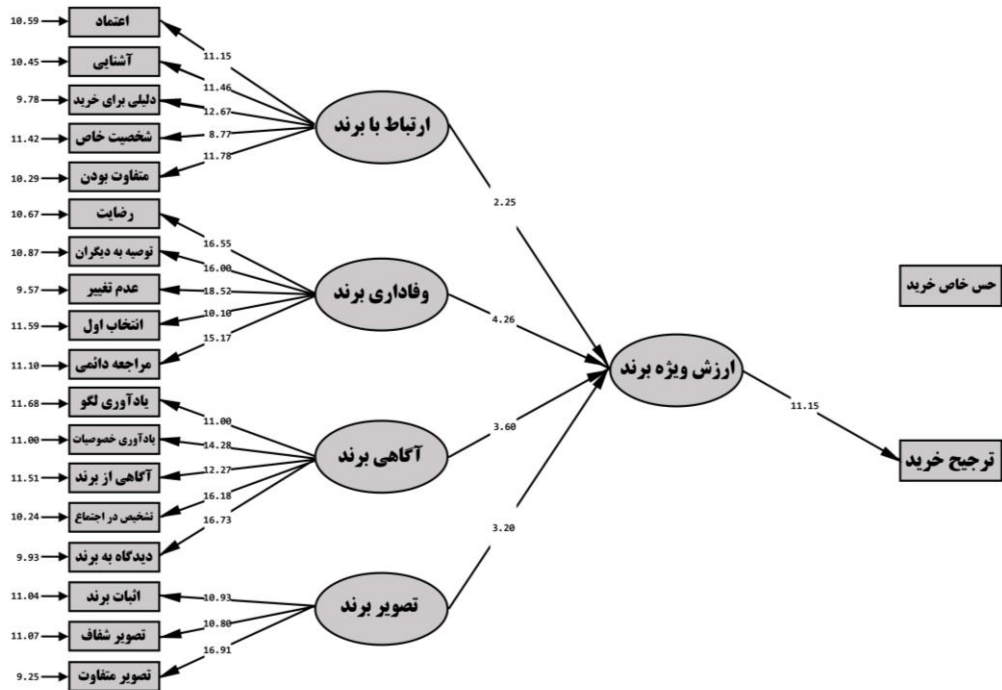 10.59
اعتماد
10.45
آشنایی
9.78
دلیلی برای خرید
11.42
شخصیت خاص
10.29
متفاوت بودن
11.15
11.46
12.67
8.77
11.78
ارتباط با برند
10.67
رضایت
10.87
توصیه به دیگران
9.57
عدم تغییر
11.59
انتخاب اول
11.10
مراجعه دائمی
16.55
16.00
18.52
10.10
15.17
وفاداری برند
11.68
یادآوری لگو
11.00
یادآوری خصوصیات
11.51
آگاهی از برند
10.24
تشخیص در اجتماع
9.93
دیدگاه به برند
11.00
14.28
12.27
16.18
16.73
آگاهی برند
11.04
اثبات برند
11.07
تصویر شفاف
9.25
تصویر متفاوت
10.93
10.80
16.91
تصویر برند
2.25
4.26
3.60
3.20
ارزش ویژه برند
11.15
حس خاص خرید
ترجیح خرید